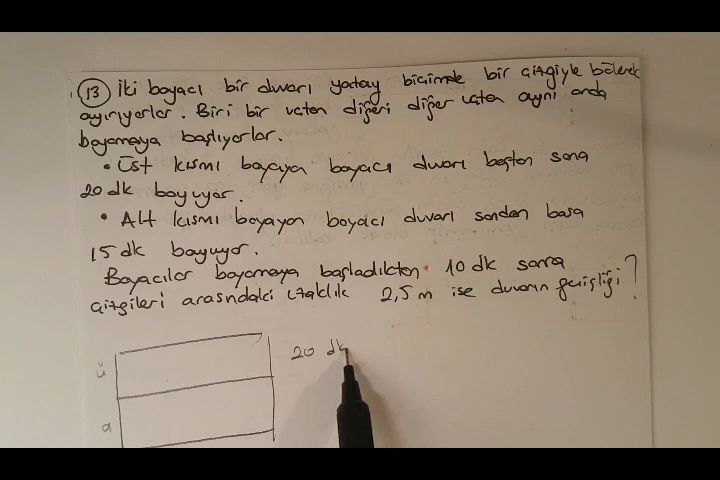 13 İki boyacı bir duvarı yatay biçimde bir çizgiyle bölerek
ayırıyorlar. Biri bir uçtan diğeri diğer uçtan aynı anda
boyamaya başlıyorlar.
• Üst kısmı boyayan boyacı duvarı baştan sona
20 dk boyuyor.
• Alt kısmı boyayan boyacı duvarı sondan başa
15 dk boyuyor.
Boyacılar boyamaya başladıkten 10 dk sonra
çizgileri arasındaki uzaklık 2,5 m ise duvarın genişliği?
ü 20 dk
a